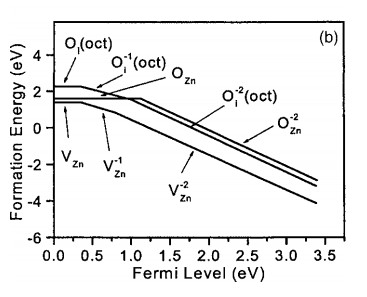 (b)
O_i(oct)
O_i^-1(oct)
O_Zn
O_i^-2(oct)
O_Zn^-2
V_Zn
V_Zn^-1
V_Zn^-2
Formation Energy (eV)
4
2
0
-2
-4
-6
0.0 0.5 1.0 1.5 2.0 2.5 3.0 3.5
Fermi Level (eV)